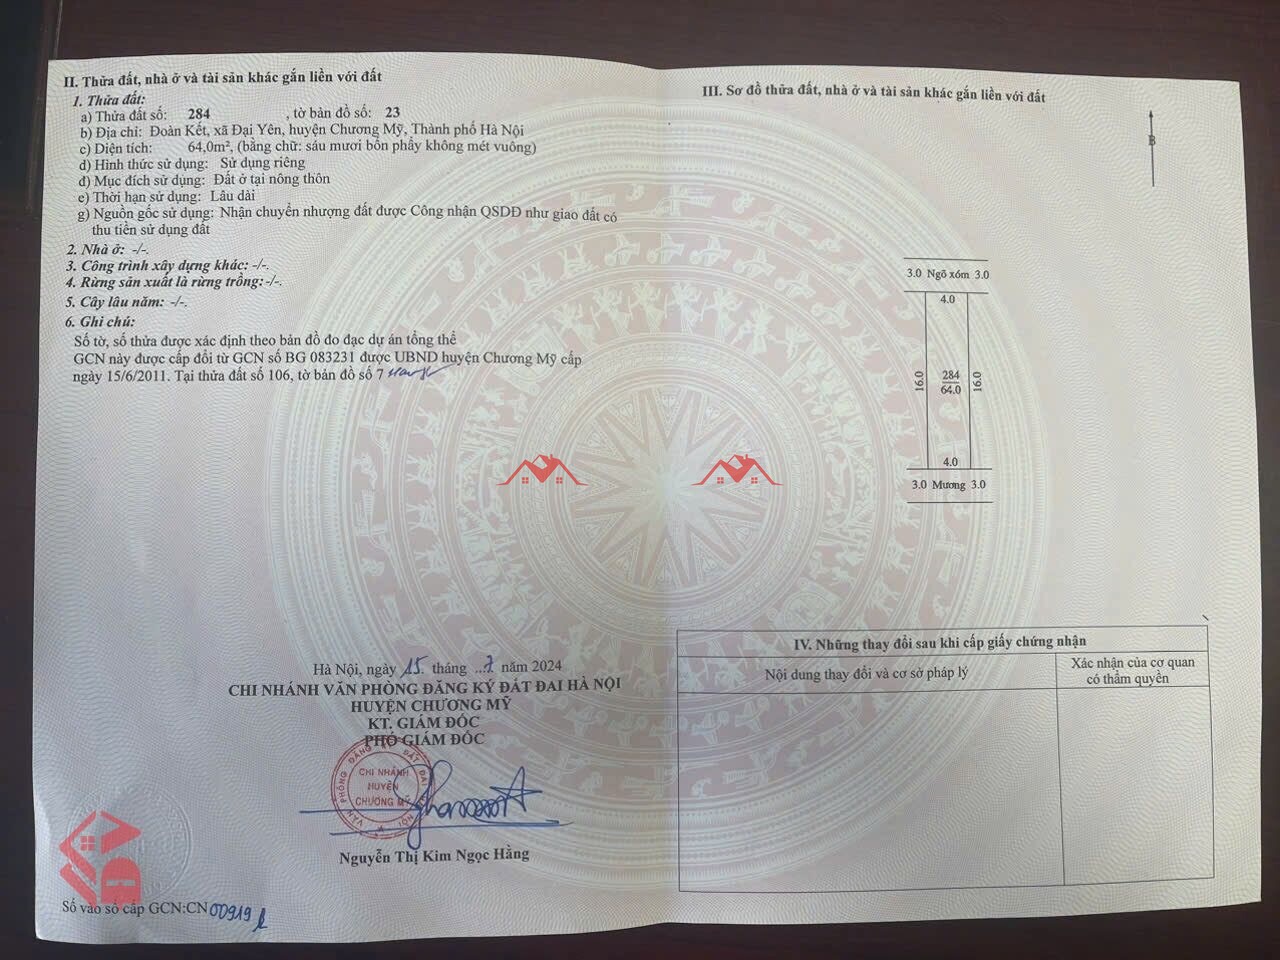 II. Thửa đất, nhà ở và tài sản khác gắn liền với đất
1. Thửa đất:
a) Thửa đất số: 284 , tờ bản đồ số: 23
b) Địa chỉ: Đoàn Kết, xã Đại Yên, huyện Chương Mỹ, Thành phố Hà Nội
c) Diện tích: 64,0m², (bằng chữ: sáu mươi bốn phẩy không mét vuông)
d) Hình thức sử dụng: Sử dụng riêng
đ) Mục đích sử dụng: Đất ở tại nông thôn
e) Thời hạn sử dụng: Lâu dài
g) Nguồn gốc sử dụng: Nhận chuyển nhượng đất được Công nhận QSDĐ như giao đất có
thu tiền sử dụng đất
2. Nhà ở: -/-.
3. Công trình xây dựng khác: -/-.
4. Rừng sản xuất là rừng trồng:-/-.
5. Cây lâu năm: -/-.
6. Ghi chú:
Số tờ, số thửa được xác định theo bản đồ đo đạc dự án tổng thể
GCN này được cấp đổi từ GCN số BG 083231 được UBND huyện Chương Mỹ cấp
ngày 15/6/2011. Tại thửa đất số 106, tờ bản đồ số 7
Hà Nội, ngày 15 tháng ...7 năm 2024
CHI NHÁNH VĂN PHÒNG ĐĂNG KÝ ĐẤT ĐAI HÀ NỘI
HUYỆN CHƯƠNG MỸ
KT. GIÁM ĐỐC
PHÓ GIÁM ĐỐC
VĂN PHÒNG ĐĂNG KÝ ĐẤT ĐAI HÀ NỘI
CHI NHÁNH
HUYỆN
CHƯƠNG MỸ
Nguyễn Thị Kim Ngọc Hằng
Số vào sổ cấp GCN:CN 00919
III. Sơ đồ thửa đất, nhà ở và tài sản khác gắn liền với đất
B
3.0 Ngõ xóm 3.0
4.0
16.0
284
64.0
16.0
4.0
3.0 Mương 3.0
IV. Những thay đổi sau khi cấp giấy chứng nhận
Nội dung thay đổi và cơ sở pháp lý
Xác nhận của cơ quan
có thẩm quyền